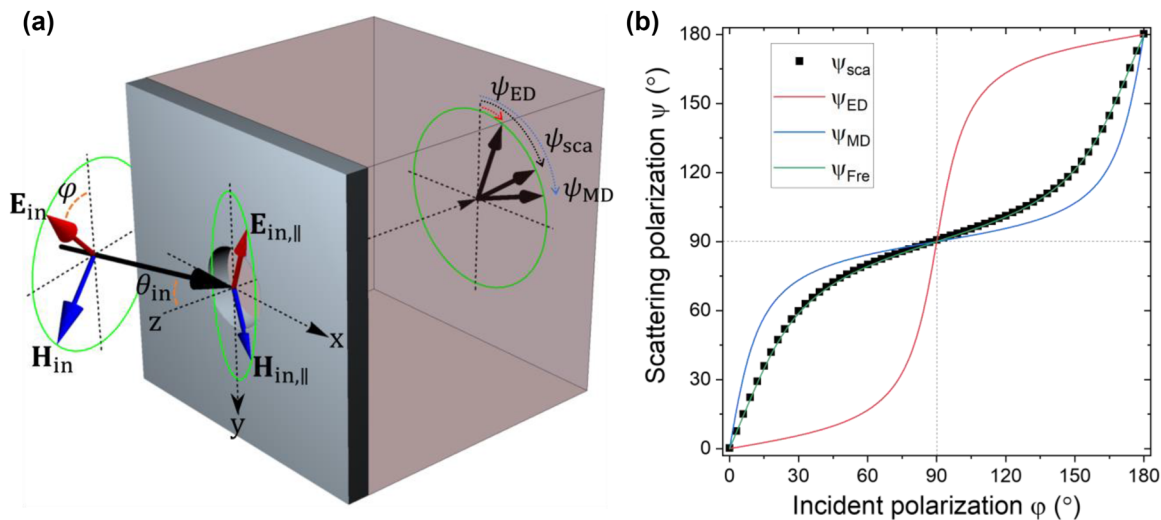 (a)
ψED
ψsca
ψMD
φ
Ein
Ein,∥
θin
z
x
Hin
Hin,∥
y
(b)
Scattering polarization ψ (°)
180
150
120
90
60
30
0
ψsca
ψED
ψMD
ψFre
0 30 60 90 120 150 180
Incident polarization φ (°)